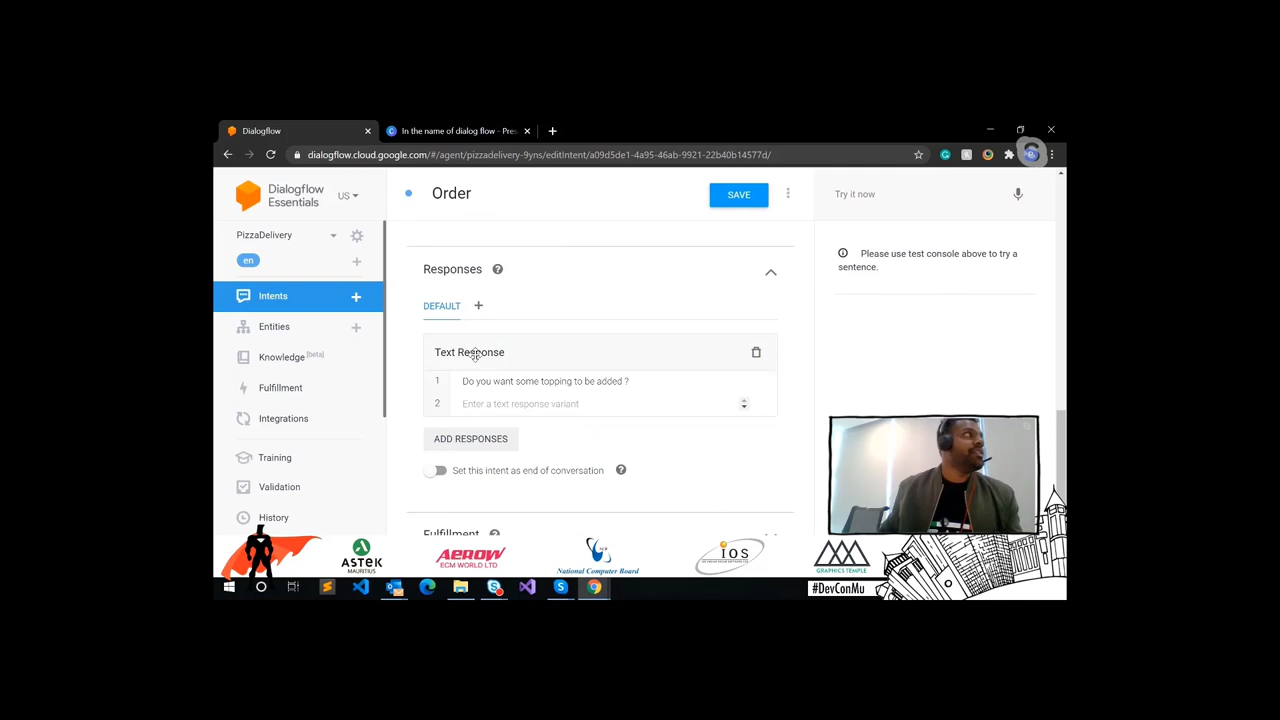 Dialogflow
In the name of dialog flow - Pres
dialogflow.cloud.google.com/#/agent/pizzadelivery-9yns/editIntent/a09d5de1-4a95-46ab-9921-22b40b14577d/
Dialogflow
Essentials
US
Order
SAVE
Try it now
PizzaDelivery
en
Please use test console above to try a
sentence.
Intents
Entities
Knowledge [beta]
Fulfillment
Integrations
Training
Validation
History
Responses
DEFAULT
Text Response
1 Do you want some topping to be added ?
2 Enter a text response variant
ADD RESPONSES
Set this intent as end of conversation
Fulfillment
ASTEK
MAURITIUS
AEROW
ECM WORLD LTD
NCB
National Computer Board
IOS
GRAPHICS TEMPLE
#DevConMu